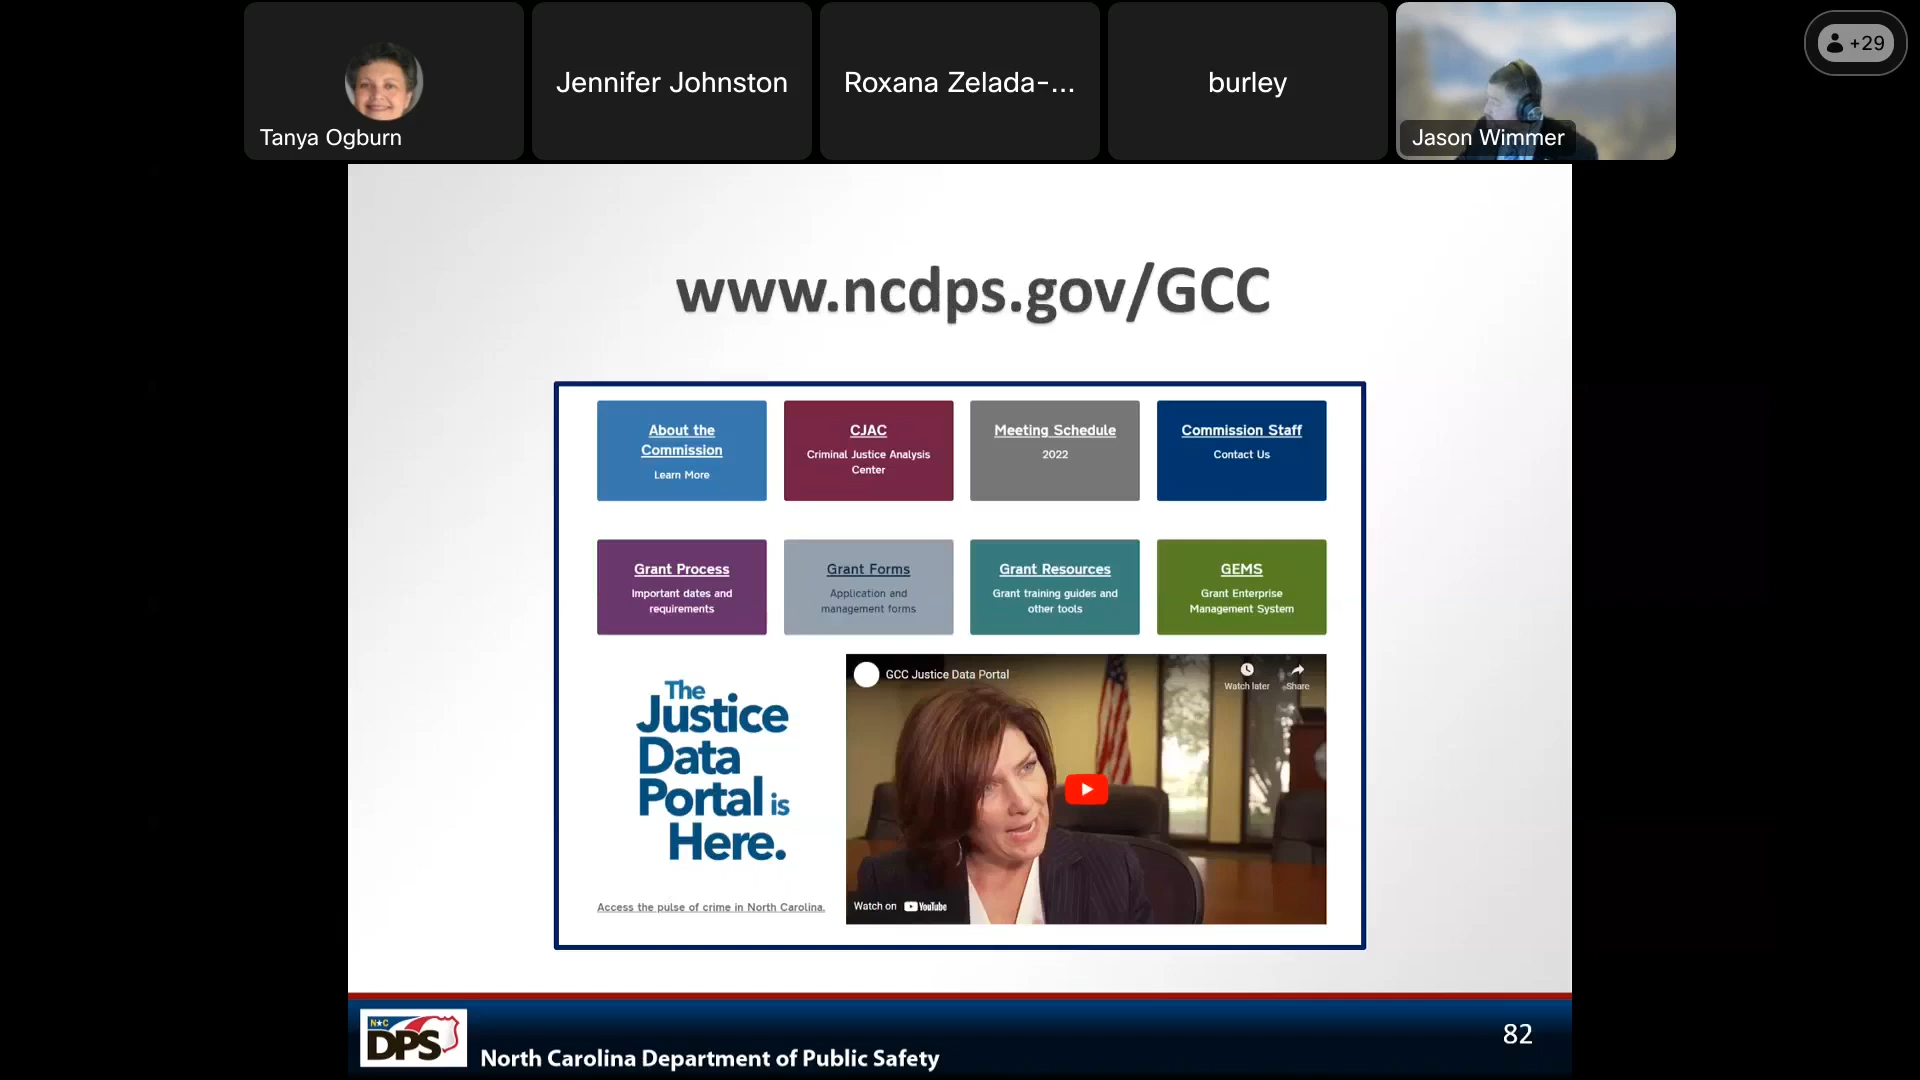 Tanya Ogburn
Jennifer Johnston
Roxana Zelada-...
burley
Jason Wimmer
+29
www.ncdps.gov/GCC
About the
Commission
Learn More
CJAC
Criminal Justice Analysis
Center
Meeting Schedule
2022
Commission Staff
Contact Us
Grant Process
Important dates and
requirements
Grant Forms
Application and
management forms
Grant Resources
Grant training guides and
other tools
GEMS
Grant Enterprise
Management System
The
Justice
Data
Portal is
Here.
Access the pulse of crime in North Carolina.
GCC Justice Data Portal
Watch later
Share
Watch on YouTube
N★C
DPS
North Carolina Department of Public Safety
82